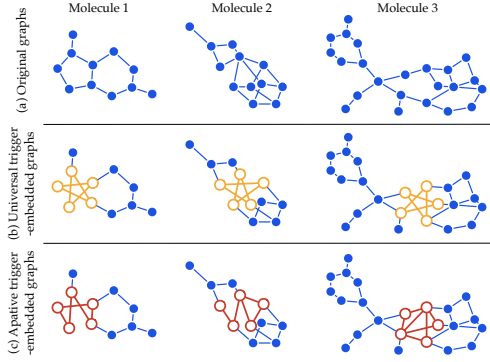 Molecule 1
Molecule 2
Molecule 3
(a) Original graphs
(b) Universal trigger
-embedded graphs
(c) Apative trigger
-embedded graphs